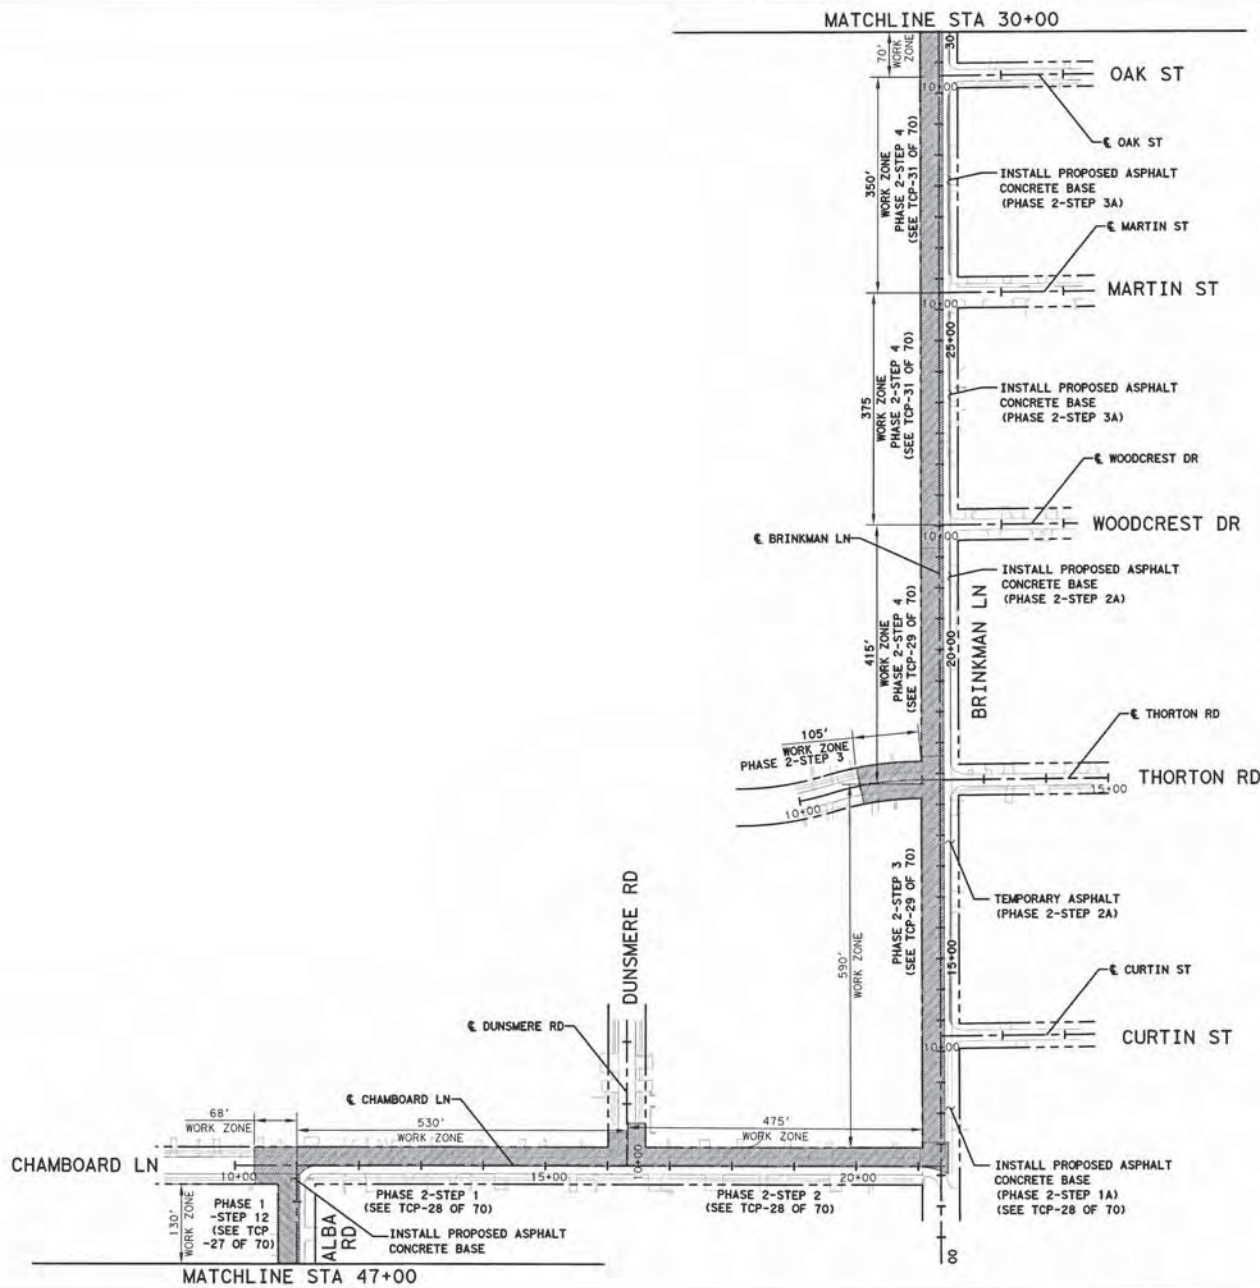 MATCHLINE STA 30+00
70'
WORK
ZONE
30
OAK ST
10+00
℄ OAK ST
350'
WORK ZONE
PHASE 2-STEP 4
(SEE TCP-31 OF 70)
INSTALL PROPOSED ASPHALT
CONCRETE BASE
(PHASE 2-STEP 3A)
℄ MARTIN ST
MARTIN ST
10+00
25+00
375
WORK ZONE
PHASE 2-STEP 4
(SEE TCP-31 OF 70)
INSTALL PROPOSED ASPHALT
CONCRETE BASE
(PHASE 2-STEP 3A)
℄ WOODCREST DR
WOODCREST DR
10+00
℄ BRINKMAN LN
INSTALL PROPOSED ASPHALT
CONCRETE BASE
(PHASE 2-STEP 2A)
415'
WORK ZONE
PHASE 2-STEP 4
(SEE TCP-29 OF 70)
20+00
BRINKMAN LN
℄ THORTON RD
105'
WORK ZONE
PHASE 2-STEP 3
THORTON RD
15+00
10+00
590'
WORK ZONE
PHASE 2-STEP 3
(SEE TCP-29 OF 70)
TEMPORARY ASPHALT
(PHASE 2-STEP 2A)
15+00
DUNSMERE RD
℄ CURTIN ST
℄ DUNSMERE RD
CURTIN ST
10+00
℄ CHAMBOARD LN
68'
WORK ZONE
530'
WORK ZONE
475'
WORK ZONE
CHAMBOARD LN
10+00
15+00
10+00
20+00
INSTALL PROPOSED ASPHALT
CONCRETE BASE
(PHASE 2-STEP 1A)
(SEE TCP-28 OF 70)
130'
WORK ZONE
PHASE 1
-STEP 12
(SEE TCP
-27 OF 70)
ALBA
RD
PHASE 2-STEP 1
(SEE TCP-28 OF 70)
PHASE 2-STEP 2
(SEE TCP-28 OF 70)
INSTALL PROPOSED ASPHALT
CONCRETE BASE
00
MATCHLINE STA 47+00